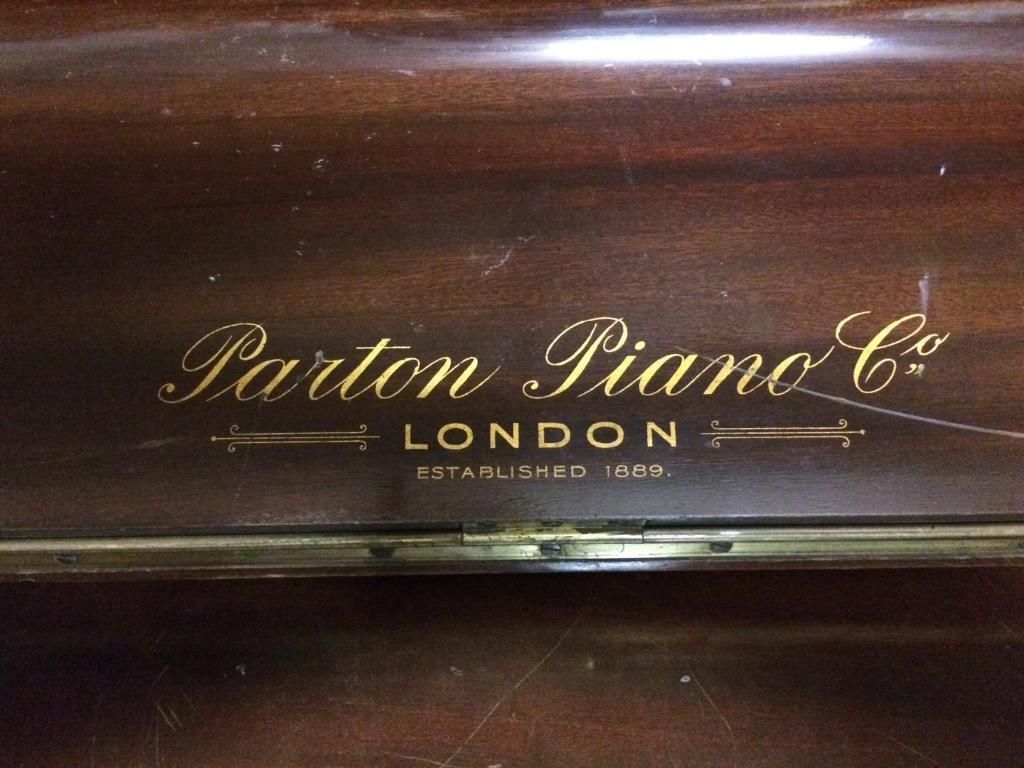 Parton Piano Co.,,
LONDON
ESTABLISHED 1889.